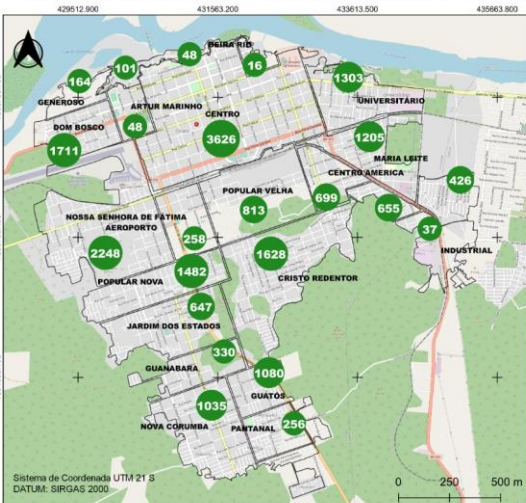 429512.900 431563.200 433613.500 435663.800
BEIRA RIO
48
101
16
164
1303
GENEROSO
ARTUR MARINHO
UNIVERSITÁRIO
CENTRO
DOM BOSCO
48
3626
1205
1711
MARIA LEITE
CENTRO AMERICA
426
POPULAR VELHA
699
655
813
NOSSA SENHORA DE FÁTIMA
AEROPORTO
37
258
2248
1628
INDUSTRIAL
1482
CRISTO REDENTOR
POPULAR NOVA
647
JARDIM DOS ESTADOS
330
GUANABARA
1080
GUATÓS
1035
NOVA CORUMBA
PANTANAL
256
Sistema de Coordenada UTM 21 S
DATUM: SIRGAS 2000
0 250 500 m